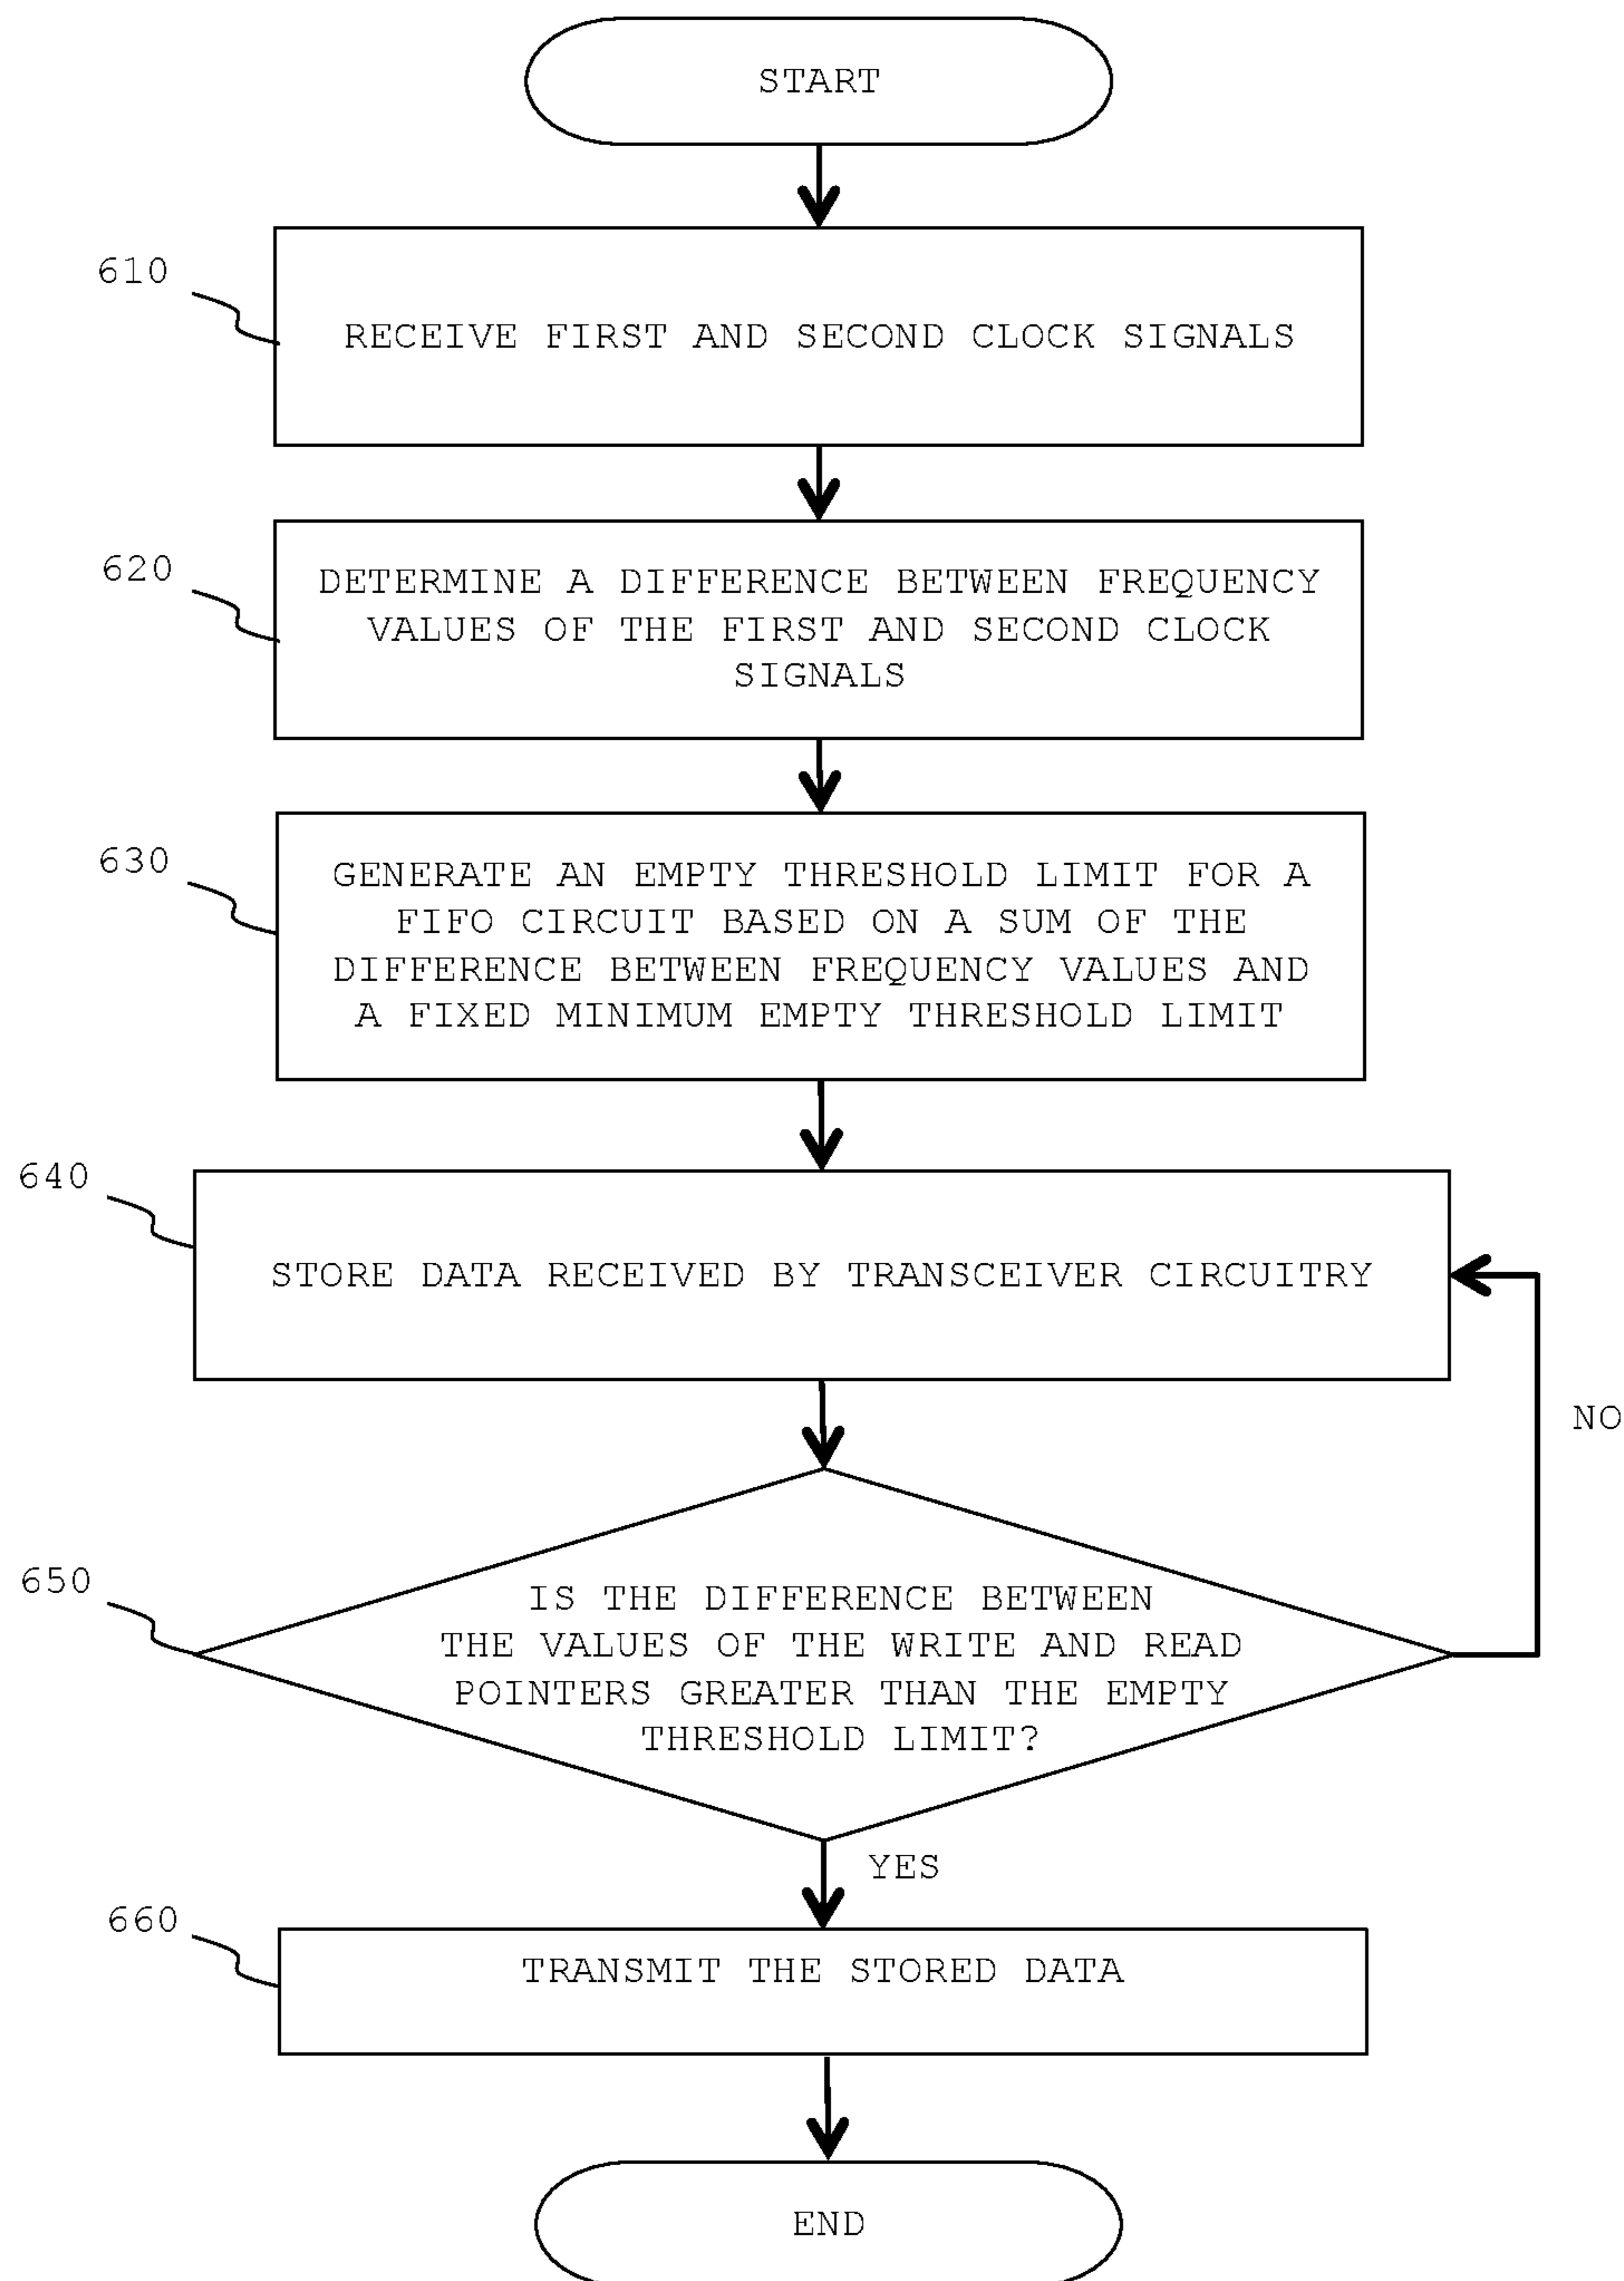 START
610
RECEIVE FIRST AND SECOND CLOCK SIGNALS
620
DETERMINE A DIFFERENCE BETWEEN FREQUENCY
VALUES OF THE FIRST AND SECOND CLOCK
SIGNALS
630
GENERATE AN EMPTY THRESHOLD LIMIT FOR A
FIFO CIRCUIT BASED ON A SUM OF THE
DIFFERENCE BETWEEN FREQUENCY VALUES AND
A FIXED MINIMUM EMPTY THRESHOLD LIMIT
640
STORE DATA RECEIVED BY TRANSCEIVER CIRCUITRY
NO
650
IS THE DIFFERENCE BETWEEN
THE VALUES OF THE WRITE AND READ
POINTERS GREATER THAN THE EMPTY
THRESHOLD LIMIT?
YES
660
TRANSMIT THE STORED DATA
END